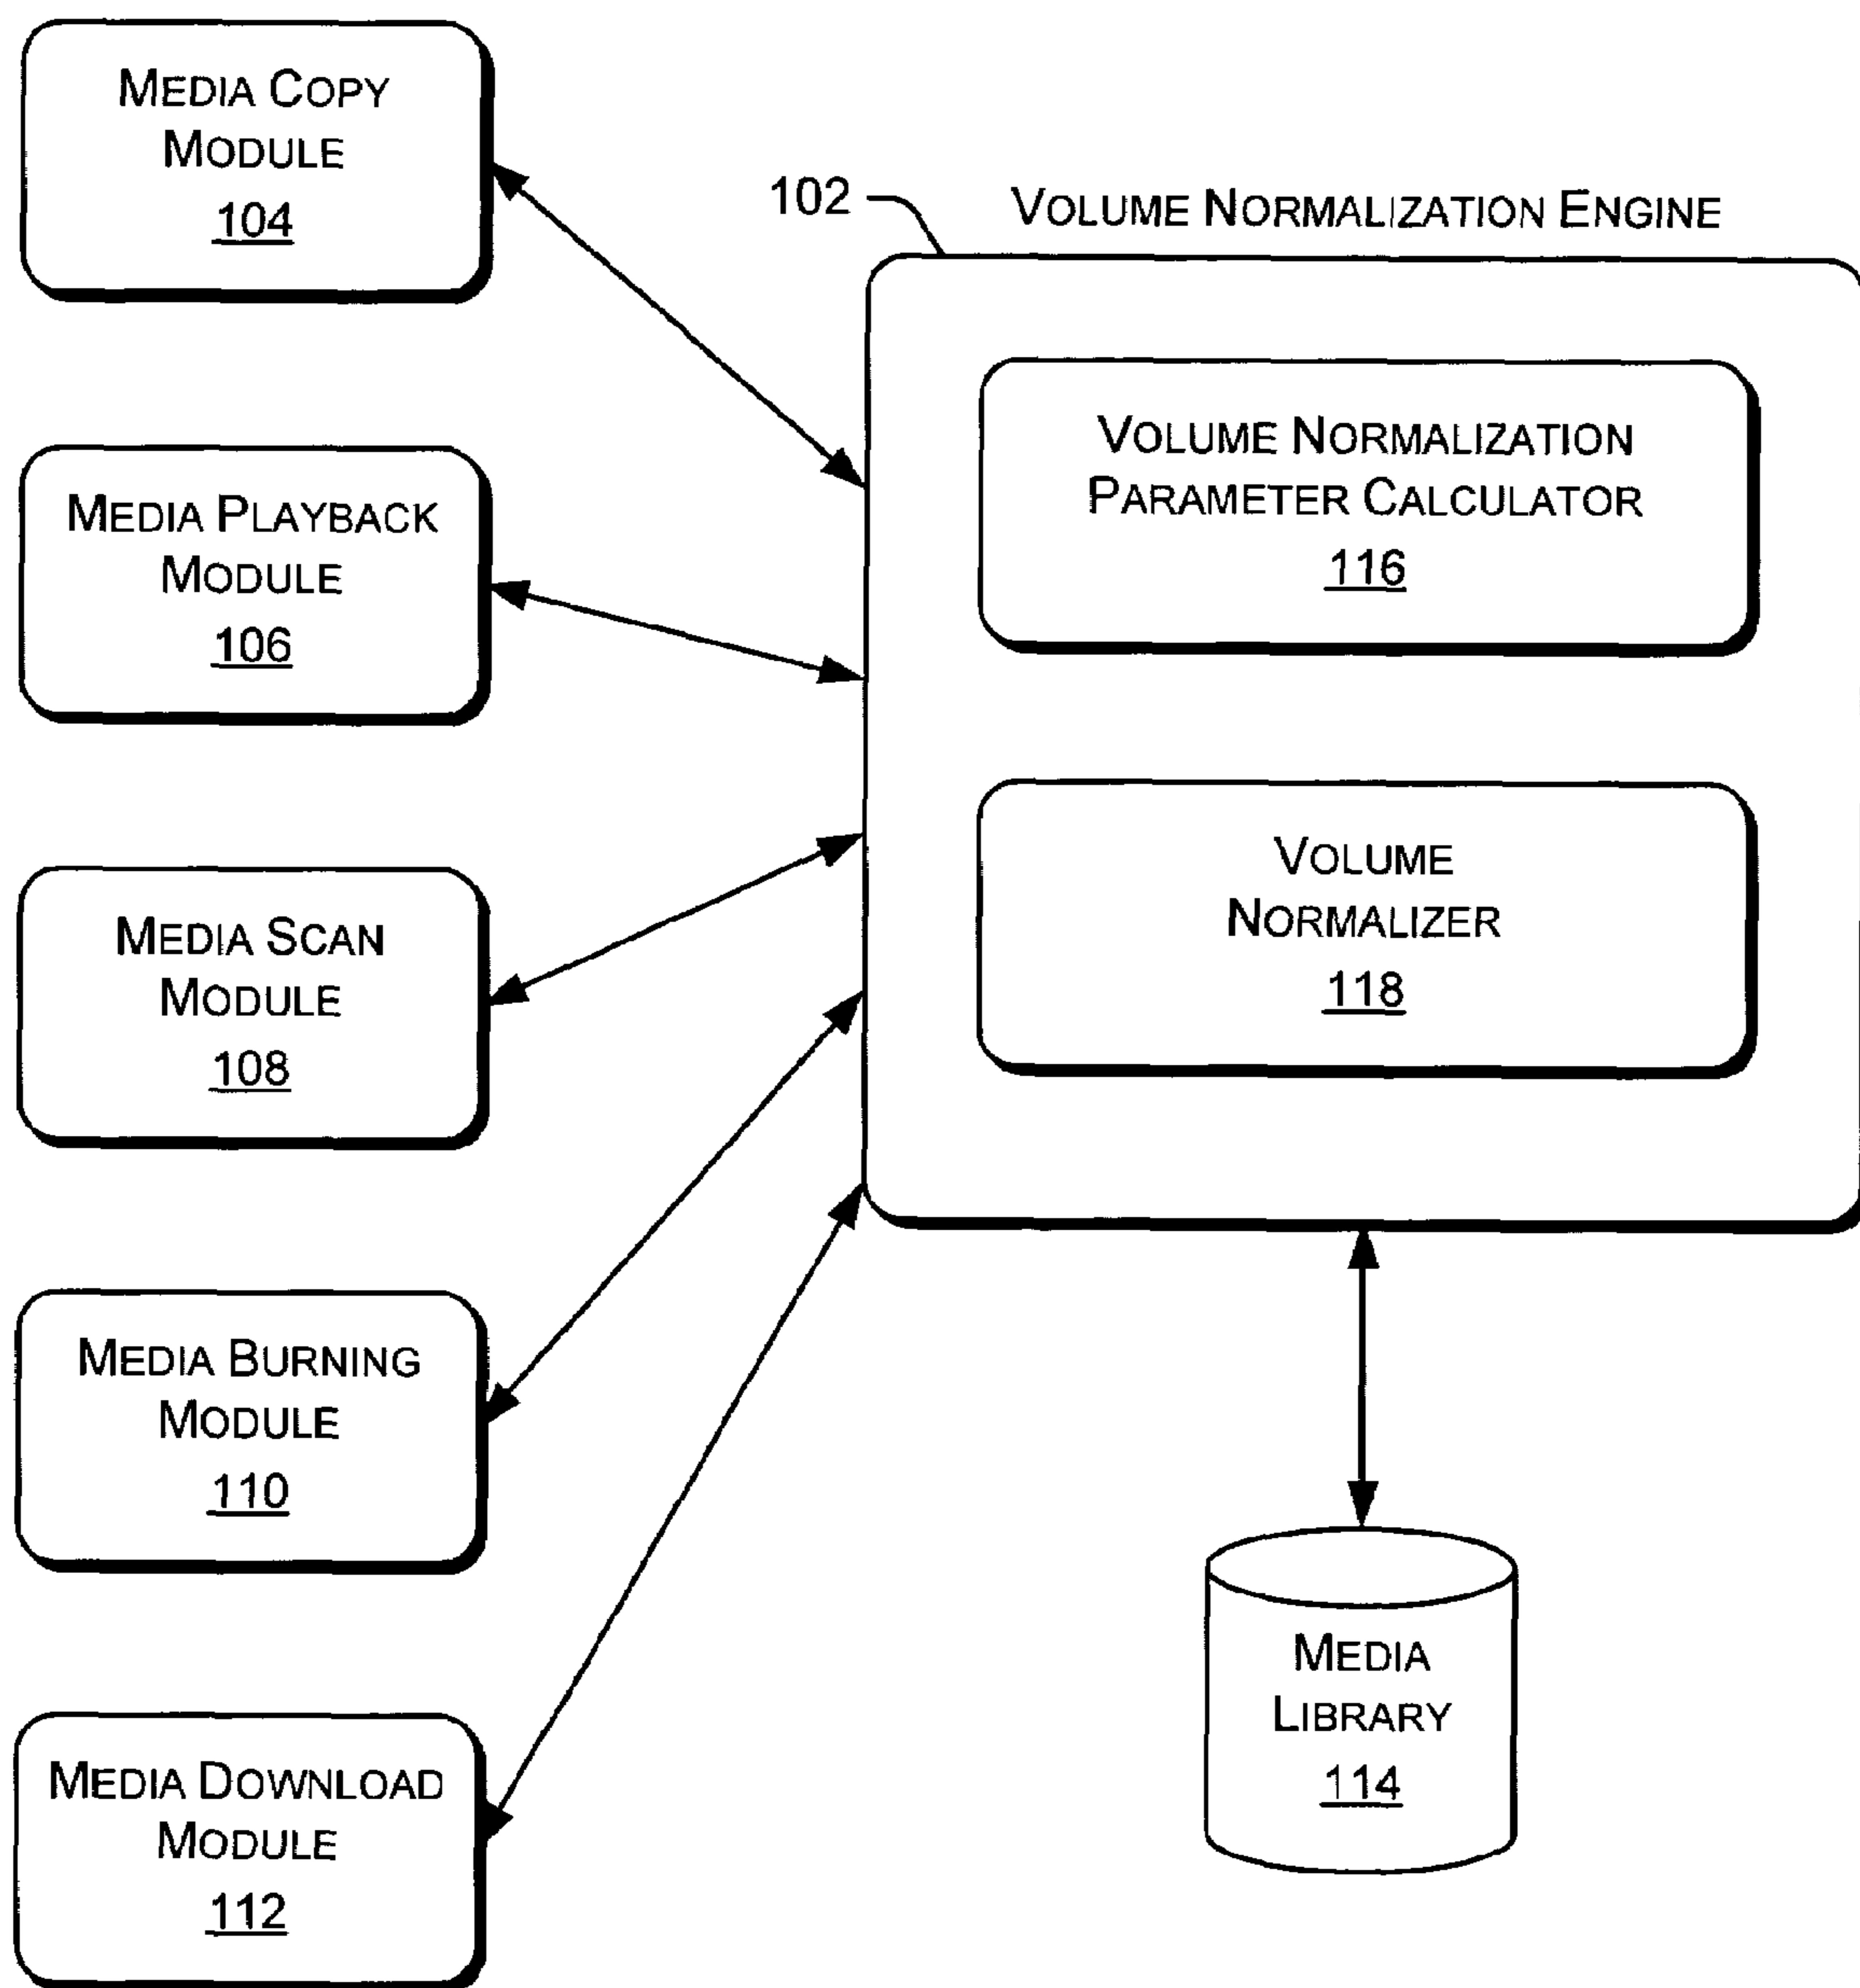 MEDIA COPY
MODULE
104
MEDIA PLAYBACK
MODULE
106
MEDIA SCAN
MODULE
108
MEDIA BURNING
MODULE
110
MEDIA DOWNLOAD
MODULE
112
102
VOLUME NORMALIZATION ENGINE
VOLUME NORMALIZATION
PARAMETER CALCULATOR
116
VOLUME
NORMALIZER
118
MEDIA
LIBRARY
114